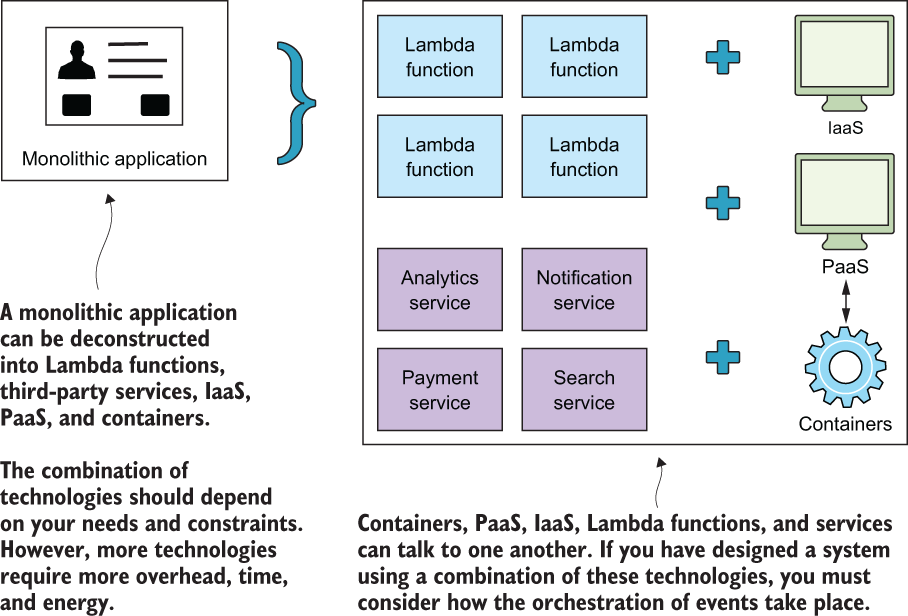 Monolithic application
A monolithic application
can be deconstructed
into Lambda functions,
third-party services, IaaS,
PaaS, and containers.
The combination of
technologies should depend
on your needs and constraints.
However, more technologies
require more overhead, time,
and energy.
Lambda
function
Lambda
function
Lambda
function
Lambda
function
Analytics
service
Notification
service
Payment
service
Search
service
IaaS
PaaS
Containers
Containers, PaaS, IaaS, Lambda functions, and services
can talk to one another. If you have designed a system
using a combination of these technologies, you must
consider how the orchestration of events take place.